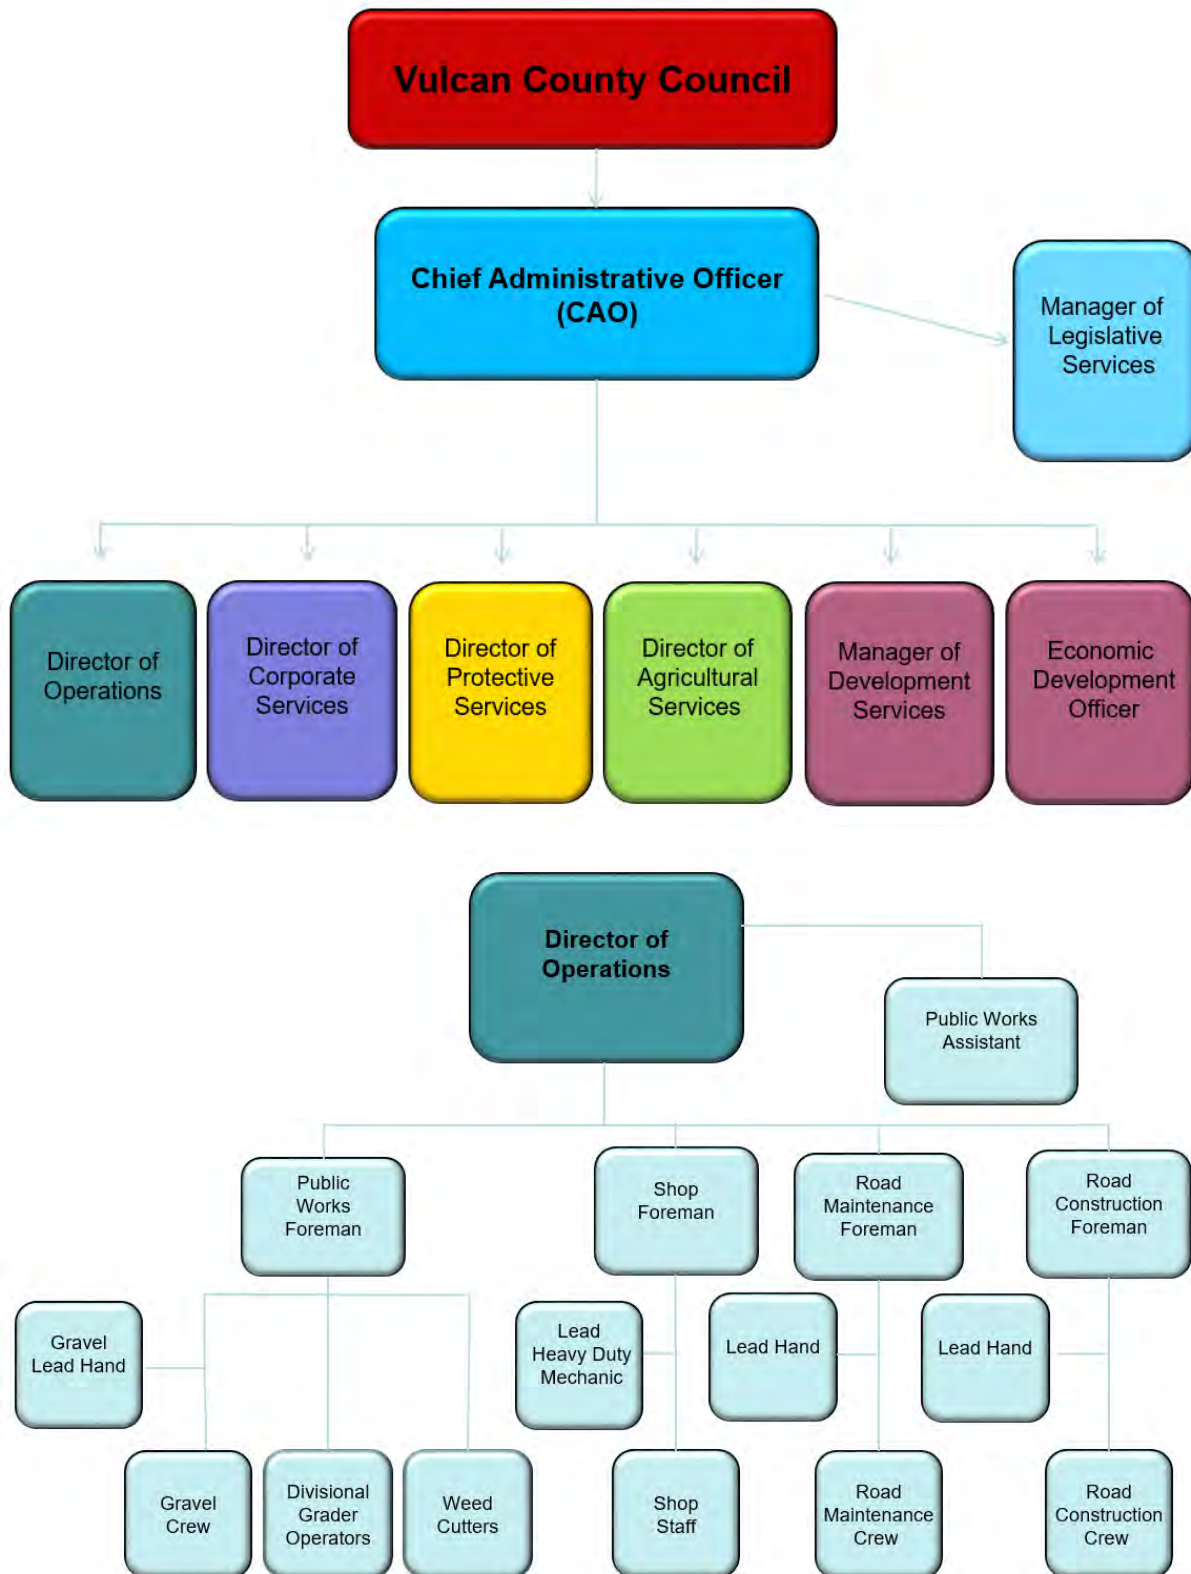 Vulcan County Council
Chief Administrative Officer
(CAO)
Manager of
Legislative
Services
Director of
Operations
Director of
Corporate
Services
Director of
Protective
Services
Director of
Agricultural
Services
Manager of
Development
Services
Economic
Development
Officer
Director of
Operations
Public Works
Assistant
Public
Works
Foreman
Shop
Foreman
Road
Maintenance
Foreman
Road
Construction
Foreman
Gravel
Lead Hand
Lead
Heavy Duty
Mechanic
Lead Hand
Lead Hand
Gravel
Crew
Divisional
Grader
Operators
Weed
Cutters
Shop
Staff
Road
Maintenance
Crew
Road
Construction
Crew